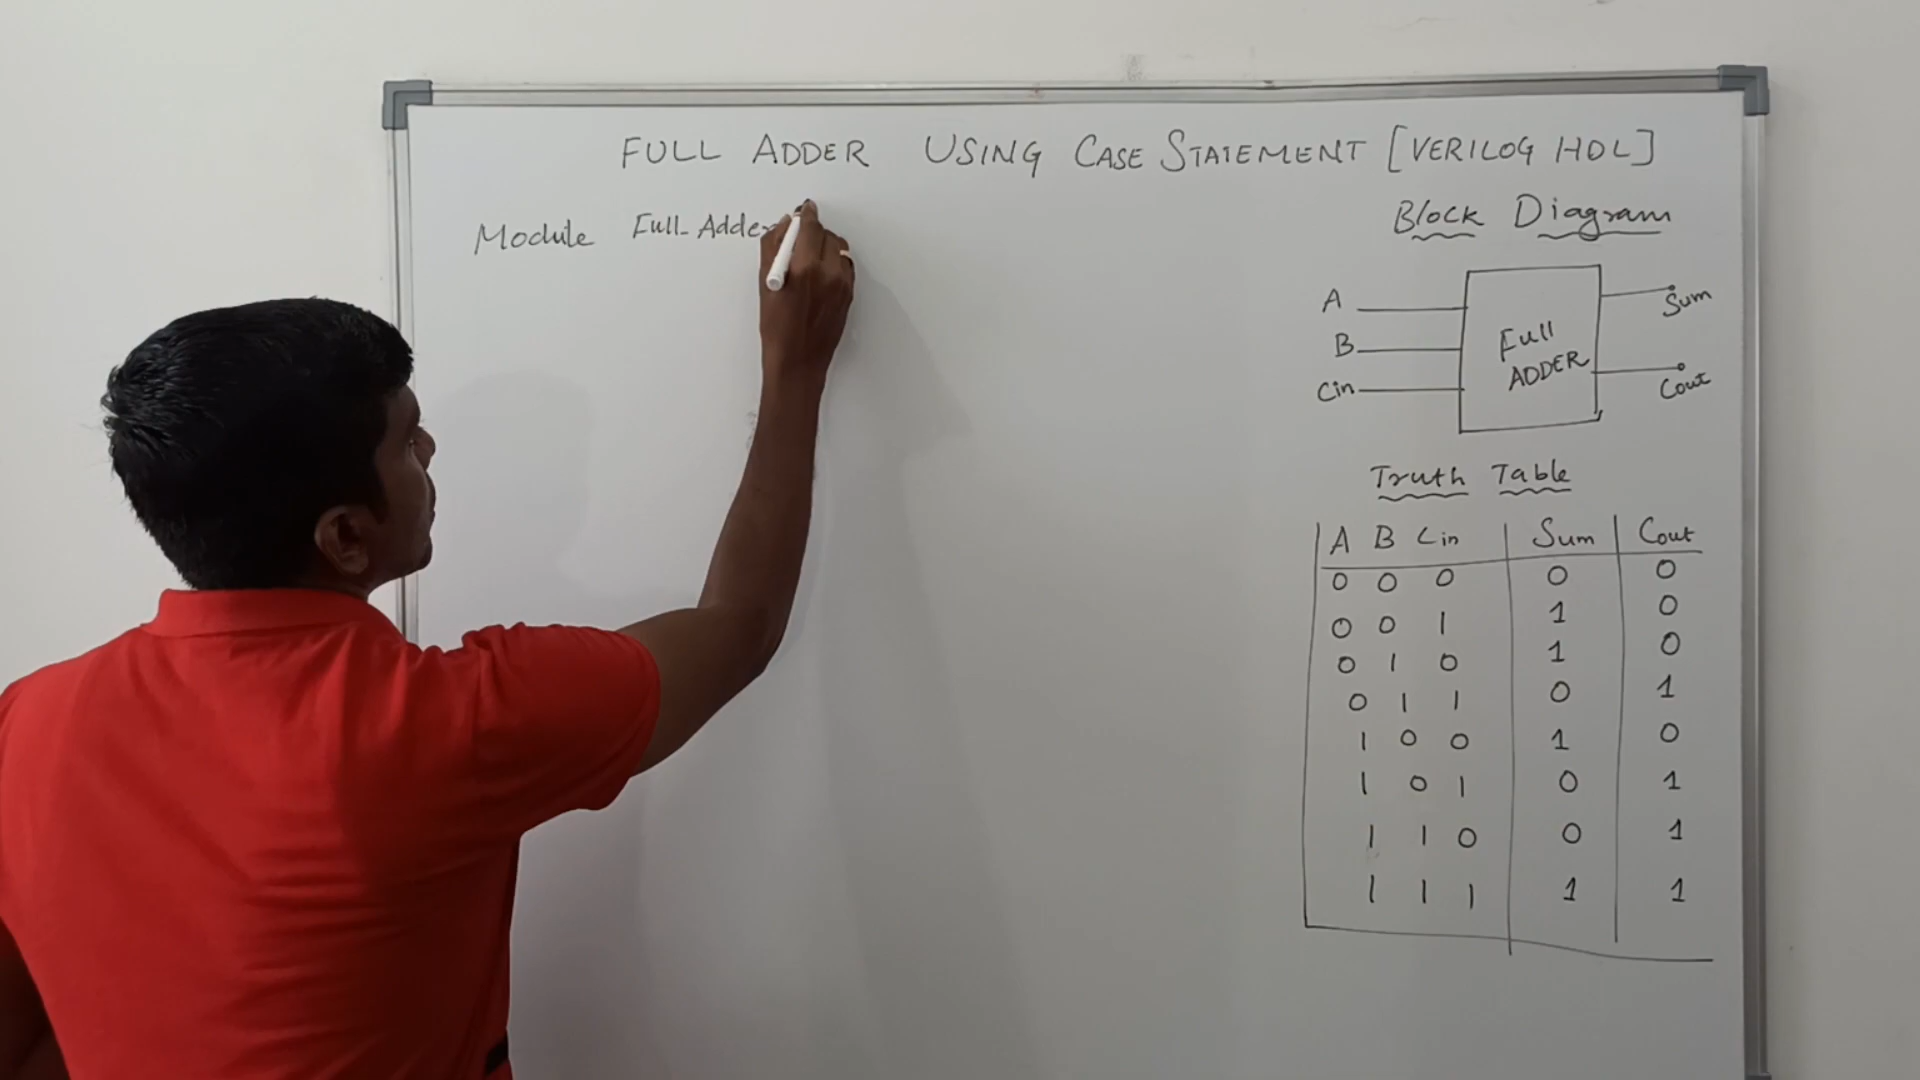 FULL ADDER USING CASE STATEMENT [VERILOG HDL]
Module Full_Adder
Block Diagram
A
B
Cin
Full
ADDER
Sum
Cout
Truth Table
A B Cin Sum Cout
0 0 0 0 0
0 0 1 1 0
0 1 0 1 0
0 1 1 0 1
1 0 0 1 0
1 0 1 0 1
1 1 0 0 1
1 1 1 1 1